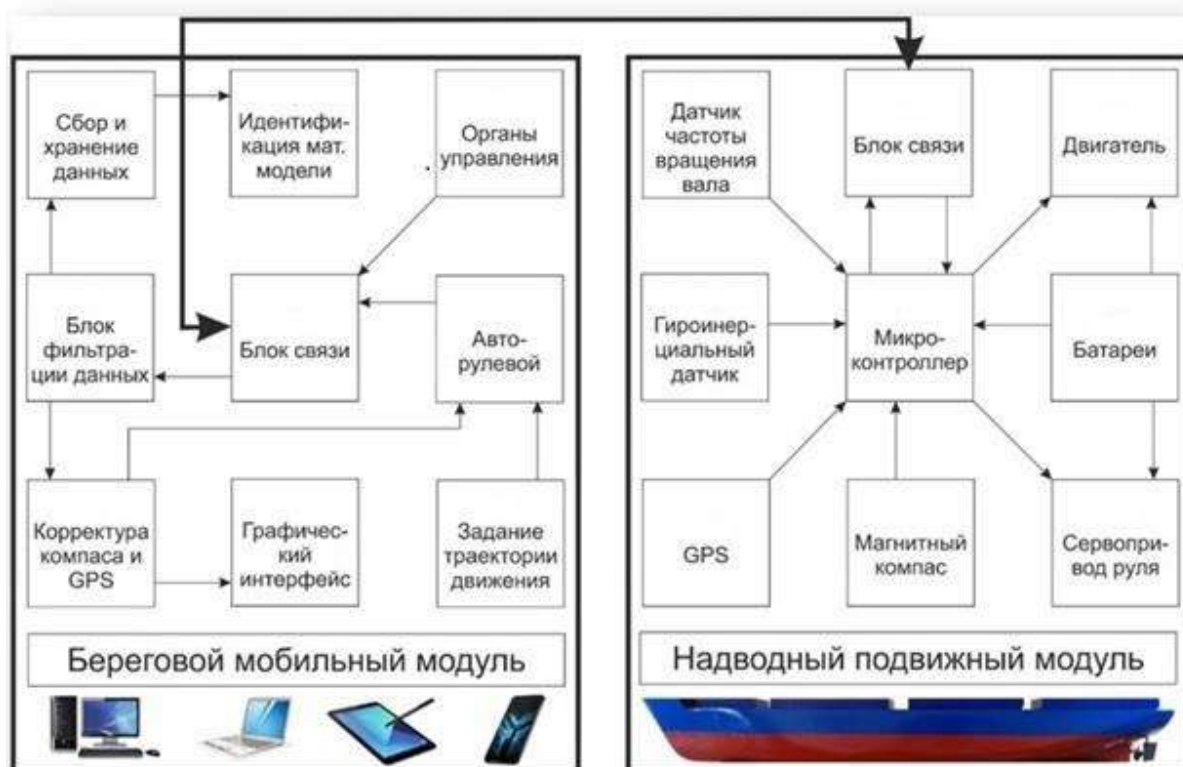 Сбор и
хранение
данных
Идентифи-
кация мат.
модели
Органы
управления
Блок
фильтра-
ции данных
Блок связи
Авто-
рулевой
Корректура
компаса и
GPS
Графичес-
кий
интерфейс
Задание
траектории
движения
Береговой мобильный модуль
Датчик
частоты
вращения
вала
Блок связи
Двигатель
Гироинер-
циальный
датчик
Микро-
контроллер
Батареи
GPS
Магнитный
компас
Сервопри-
вод руля
Надводный подвижный модуль